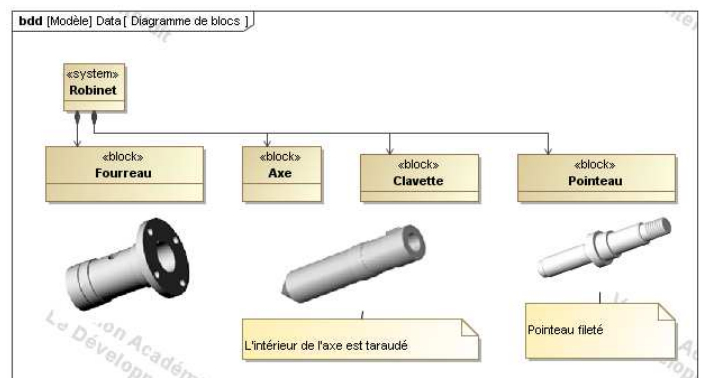 bdd [Modèle] Data [ Diagramme de blocs ]
«system»
Robinet
«block»
Fourreau
«block»
Axe
«block»
Clavette
«block»
Pointeau
L'intérieur de l'axe est taraudé
Pointeau fileté